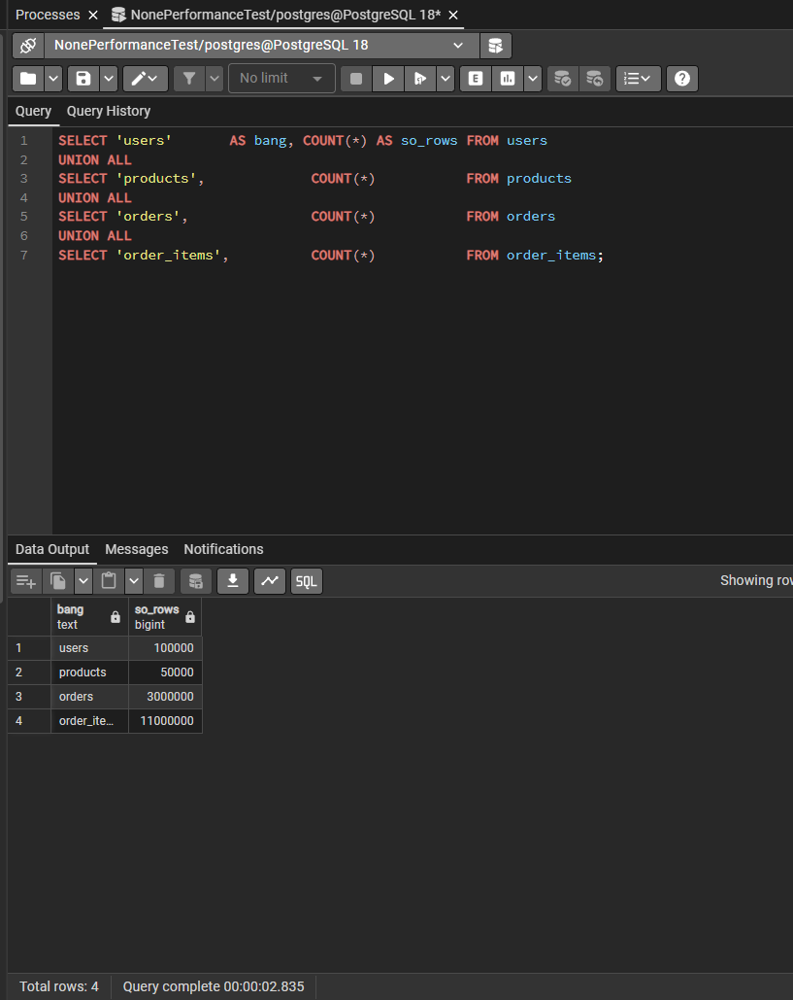 Processes
NonePerformanceTest/postgres@PostgreSQL 18*
NonePerformanceTest/postgres@PostgreSQL 18
No limit
E
Query Query History
1 SELECT 'users' AS bang, COUNT(*) AS so_rows FROM users
2 UNION ALL
3 SELECT 'products', COUNT(*) FROM products
4 UNION ALL
5 SELECT 'orders', COUNT(*) FROM orders
6 UNION ALL
7 SELECT 'order_items', COUNT(*) FROM order_items;
Data Output Messages Notifications
SQL
Showing row
bang so_rows
text bigint
1 users 100000
2 products 50000
3 orders 3000000
4 order_ite... 11000000
Total rows: 4 Query complete 00:00:02.835